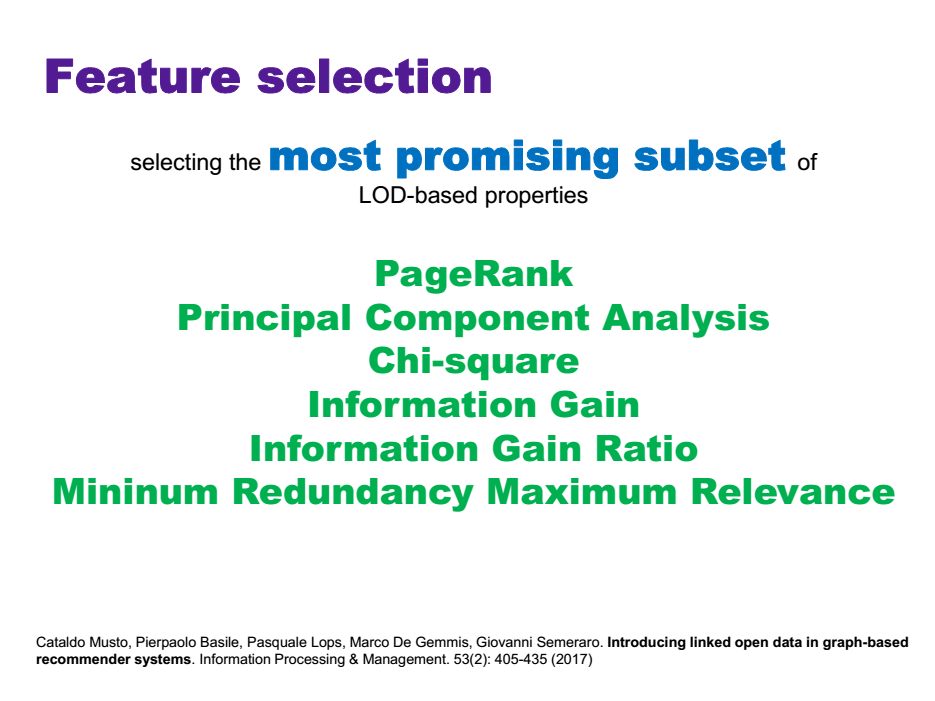 Feature selection
selecting the most promising subset of
LOD-based properties
PageRank
Principal Component Analysis
Chi-square
Information Gain
Information Gain Ratio
Mininum Redundancy Maximum Relevance
Cataldo Musto, Pierpaolo Basile, Pasquale Lops, Marco De Gemmis, Giovanni Semeraro. Introducing linked open data in graph-based
recommender systems. Information Processing & Management. 53(2): 405-435 (2017)